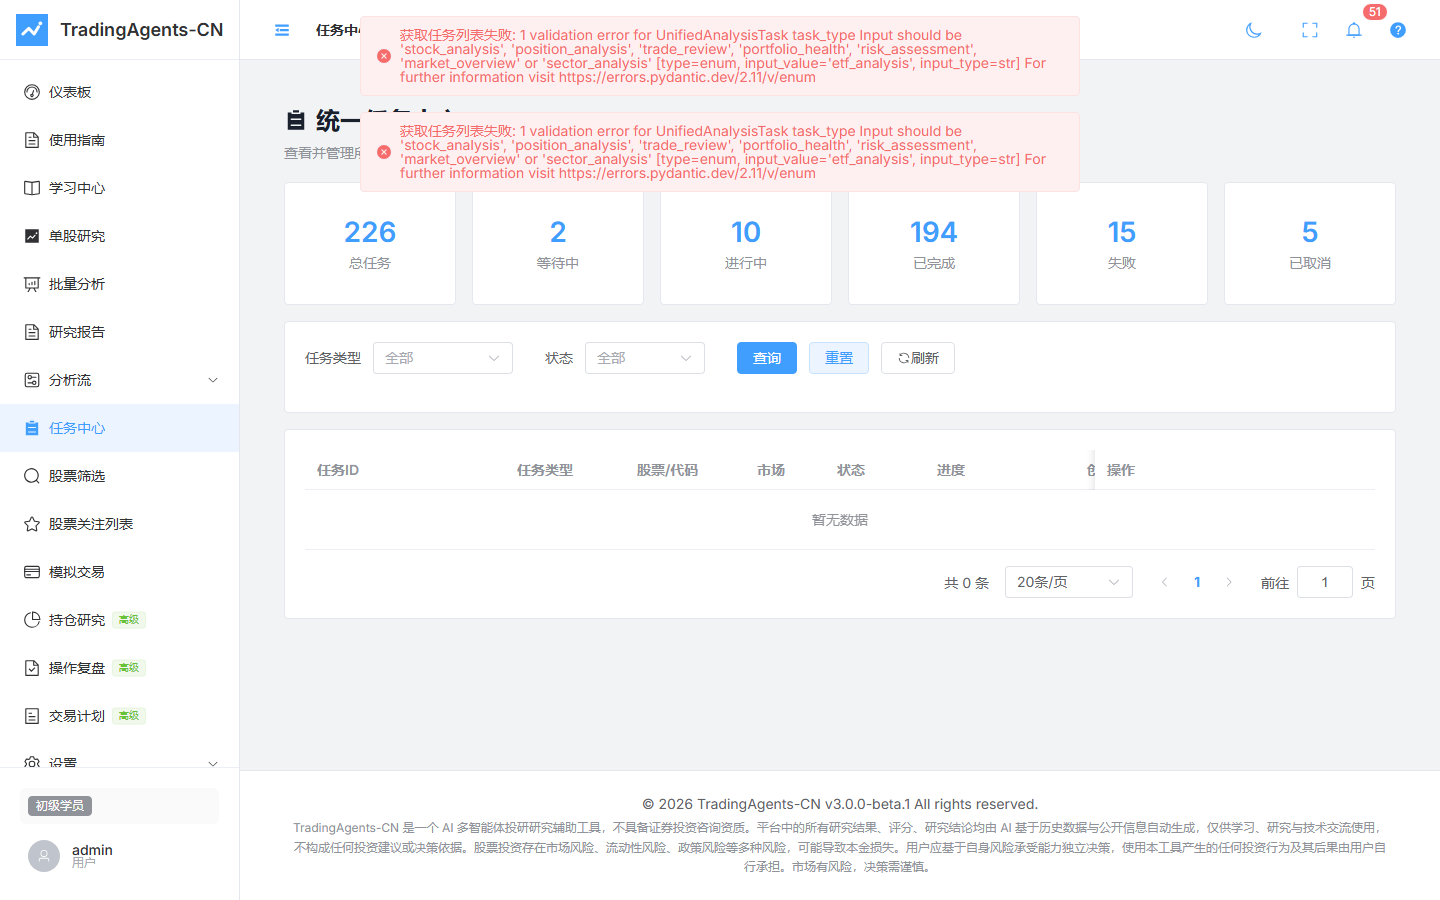 TradingAgents-CN
仪表板
使用指南
学习中心
单股研究
批量分析
研究报告
分析流
任务中心
股票筛选
股票关注列表
模拟交易
持仓研究 高级
操作复盘 高级
交易计划 高级
设置
初级学员
admin
用户
任务中
51
获取任务列表失败: 1 validation error for UnifiedAnalysisTask task_type Input should be
'stock_analysis', 'position_analysis', 'trade_review', 'portfolio_health', 'risk_assessment',
'market_overview' or 'sector_analysis' [type=enum, input_value='etf_analysis', input_type=str] For
further information visit https://errors.pydantic.dev/2.11/v/enum
统一
获取任务列表失败: 1 validation error for UnifiedAnalysisTask task_type Input should be
'stock_analysis', 'position_analysis', 'trade_review', 'portfolio_health', 'risk_assessment',
'market_overview' or 'sector_analysis' [type=enum, input_value='etf_analysis', input_type=str] For
further information visit https://errors.pydantic.dev/2.11/v/enum
查看并管理
226
总任务
2
等待中
10
进行中
194
已完成
15
失败
5
已取消
任务类型 全部 状态 全部 查询 重置 刷新
任务ID 任务类型 股票/代码 市场 状态 进度 操作
暂无数据
共 0 条 20条/页 1 前往 1 页
© 2026 TradingAgents-CN v3.0.0-beta.1 All rights reserved.
TradingAgents-CN 是一个 AI 多智能体投研研究辅助工具，不具备证券投资咨询资质。平台中的所有研究结果、评分、研究结论均由 AI 基于历史数据与公开信息自动生成，仅供学习、研究与技术交流使用，
不构成任何投资建议或决策依据。股票投资存在市场风险、流动性风险、政策风险等多种风险，可能导致本金损失。用户应基于自身风险承受能力独立决策，使用本工具产生的任何投资行为及其后果由用户自
行承担。市场有风险，决策需谨慎。